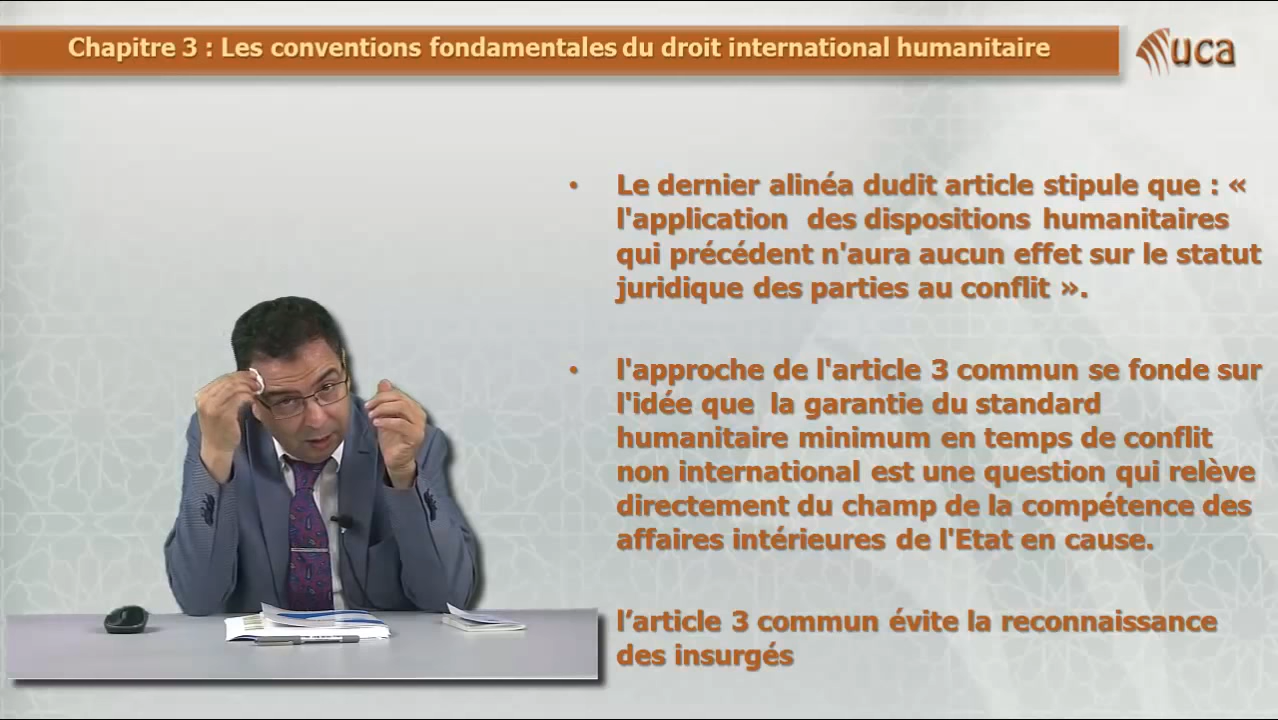 Chapitre 3 : Les conventions fondamentales du droit international humanitaire
uca
• Le dernier alinéa dudit article stipule que : «
l'application des dispositions humanitaires
qui précédent n'aura aucun effet sur le statut
juridique des parties au conflit ».
• l'approche de l'article 3 commun se fonde sur
l'idée que la garantie du standard
humanitaire minimum en temps de conflit
non international est une question qui relève
directement du champ de la compétence des
affaires intérieures de l'Etat en cause.
l’article 3 commun évite la reconnaissance
des insurgés